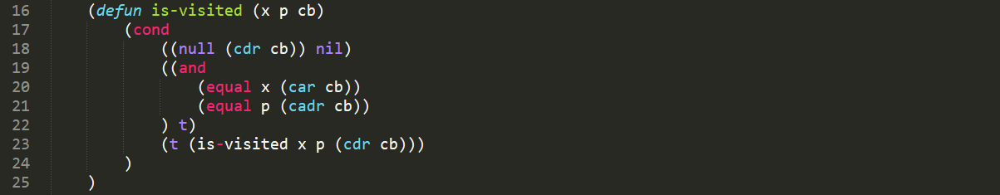 16 (defun is-visited (x p cb)
17 (cond
18 ((null (cdr cb)) nil)
19 ((and
20 (equal x (car cb))
21 (equal p (cadr cb))
22 ) t)
23 (t (is-visited x p (cdr cb)))
24 )
25 )